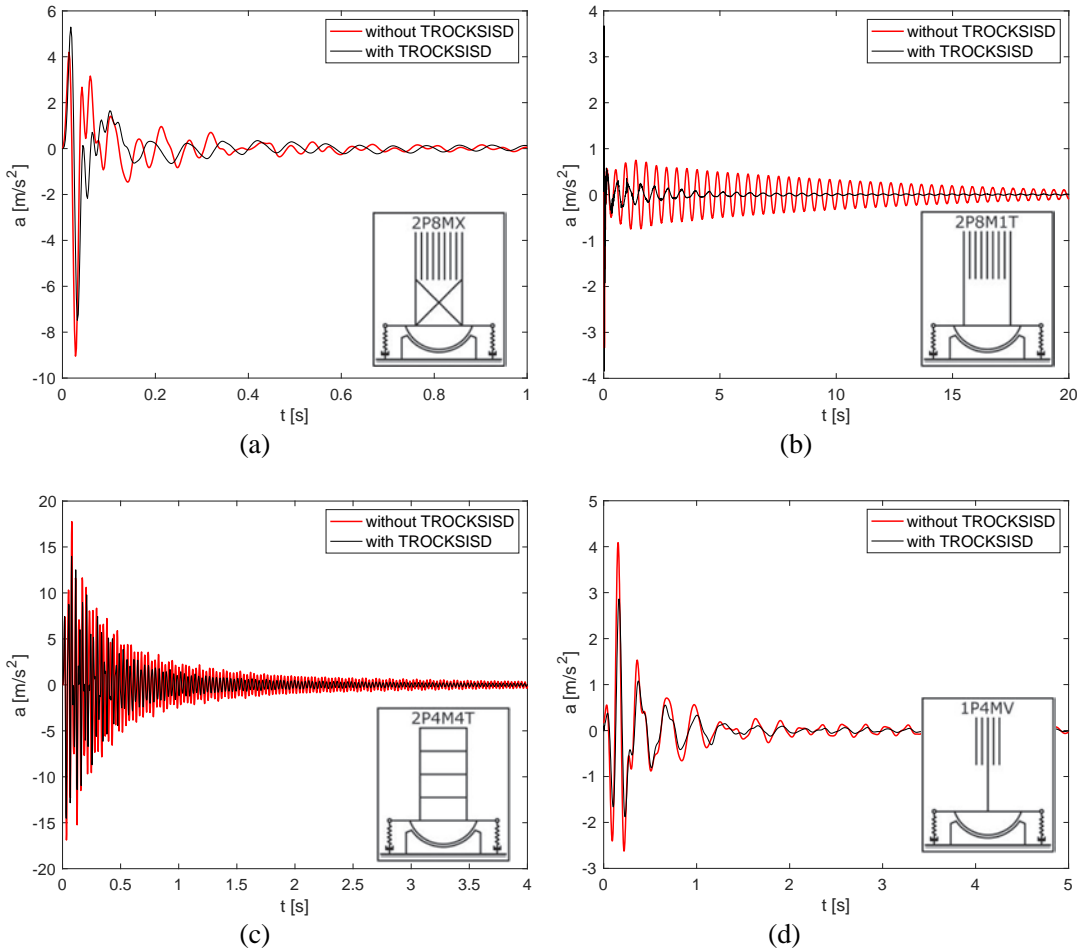 6
4
2
0
-2
-4
-6
-8
-10
a [m/s²]
without TROCKSISD
with TROCKSISD
2P8MX
0 0.2 0.4 0.6 0.8 1
t [s]
(a)
4
3
2
1
0
-1
-2
-3
-4
a [m/s²]
without TROCKSISD
with TROCKSISD
2P8M1T
0 5 10 15 20
t [s]
(b)
20
15
10
5
0
-5
-10
-15
-20
a [m/s²]
without TROCKSISD
with TROCKSISD
2P4M4T
0 0.5 1 1.5 2 2.5 3 3.5 4
t [s]
(c)
5
4
3
2
1
0
-1
-2
-3
a [m/s²]
without TROCKSISD
with TROCKSISD
1P4MV
0 1 2 3 4 5
t [s]
(d)